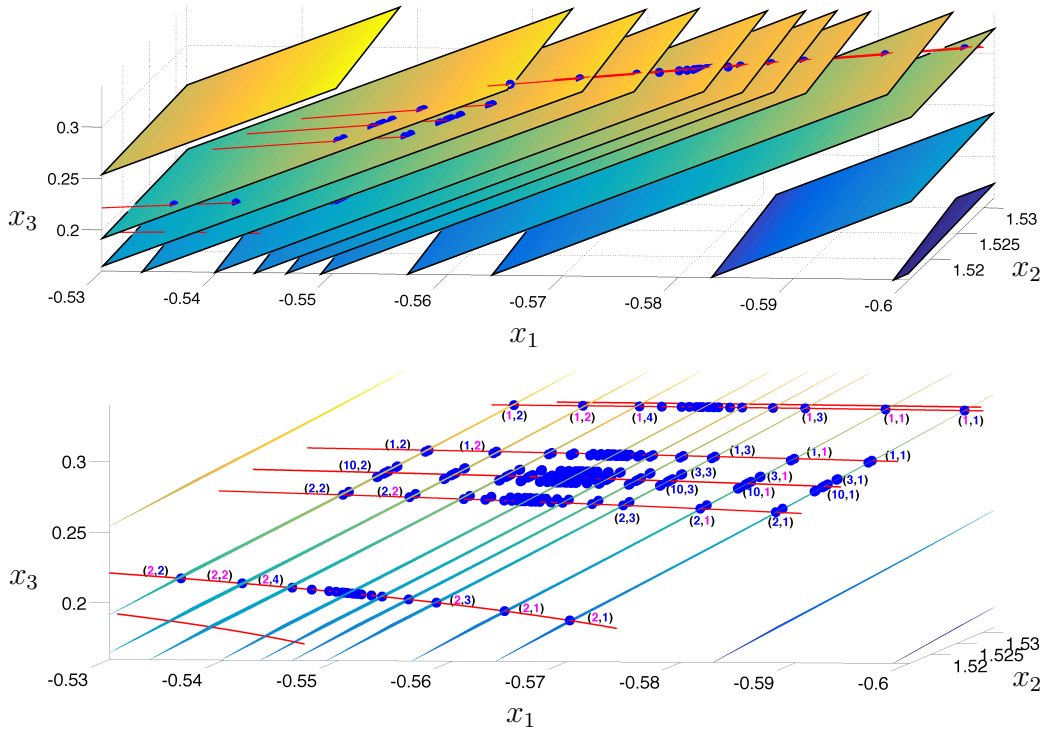 0.3
0.25
x3
0.2
1.53
1.525
1.52
x2
-0.53
-0.54
-0.55
-0.56
-0.57
-0.58
-0.59
-0.6
x1
(1,2) (1,2) (1,4) (1,3) (1,1) (1,1)
(1,2) (1,2) (1,3) (1,1) (1,1)
0.3
(10,2) (3,3) (3,1) (3,1)
(2,2) (2,2) (10,3) (10,1) (10,1)
(2,3) (2,1) (2,1)
0.25
(2,2) (2,2) (2,4) (2,3) (2,1) (2,1)
x3
0.2
1.53
1.525
1.52
x2
-0.53
-0.54
-0.55
-0.56
-0.57
-0.58
-0.59
-0.6
x1